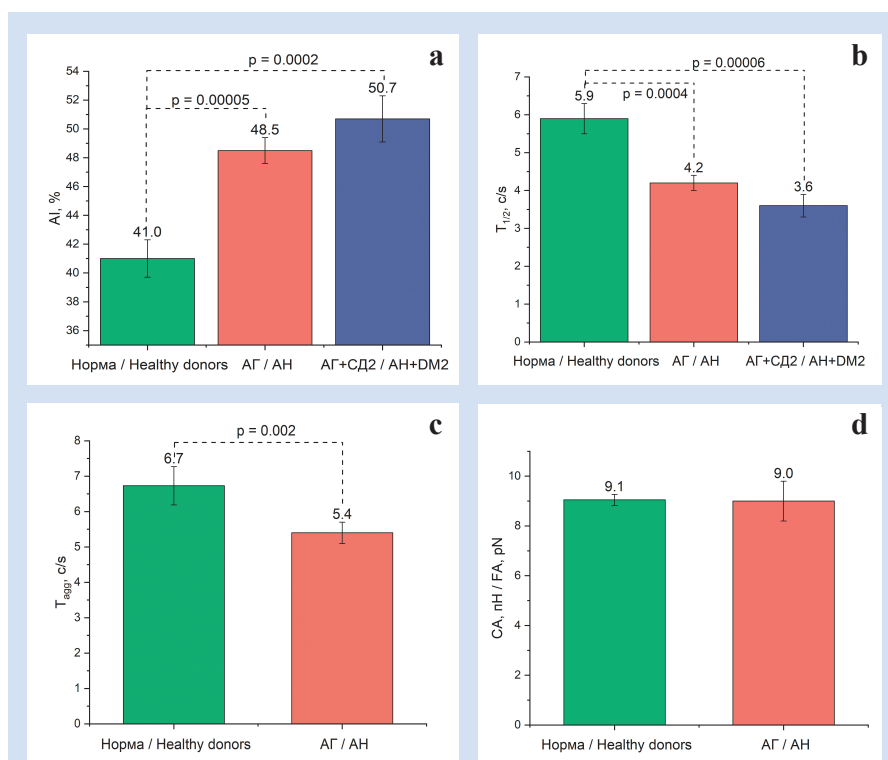 a
p = 0.0002
p = 0.00005
54
52
50
48
46
44
42
40
38
36
AI, %
41.0
48.5
50.7
Норма / Healthy donors
АГ / AH
АГ+СД2 / AH+DM2
b
p = 0.00006
p = 0.0004
7
6
5
4
3
2
1
0
T1/2, c/s
5.9
4.2
3.6
Норма / Healthy donors
АГ / AH
АГ+СД2 / AH+DM2
c
p = 0.002
8
7
6
5
4
3
2
1
0
Tagg, c/s
6.7
5.4
Норма / Healthy donors
АГ / AH
d
10
8
6
4
2
0
СА, пН / FA, pN
9.1
9.0
Норма / Healthy donors
АГ / AH